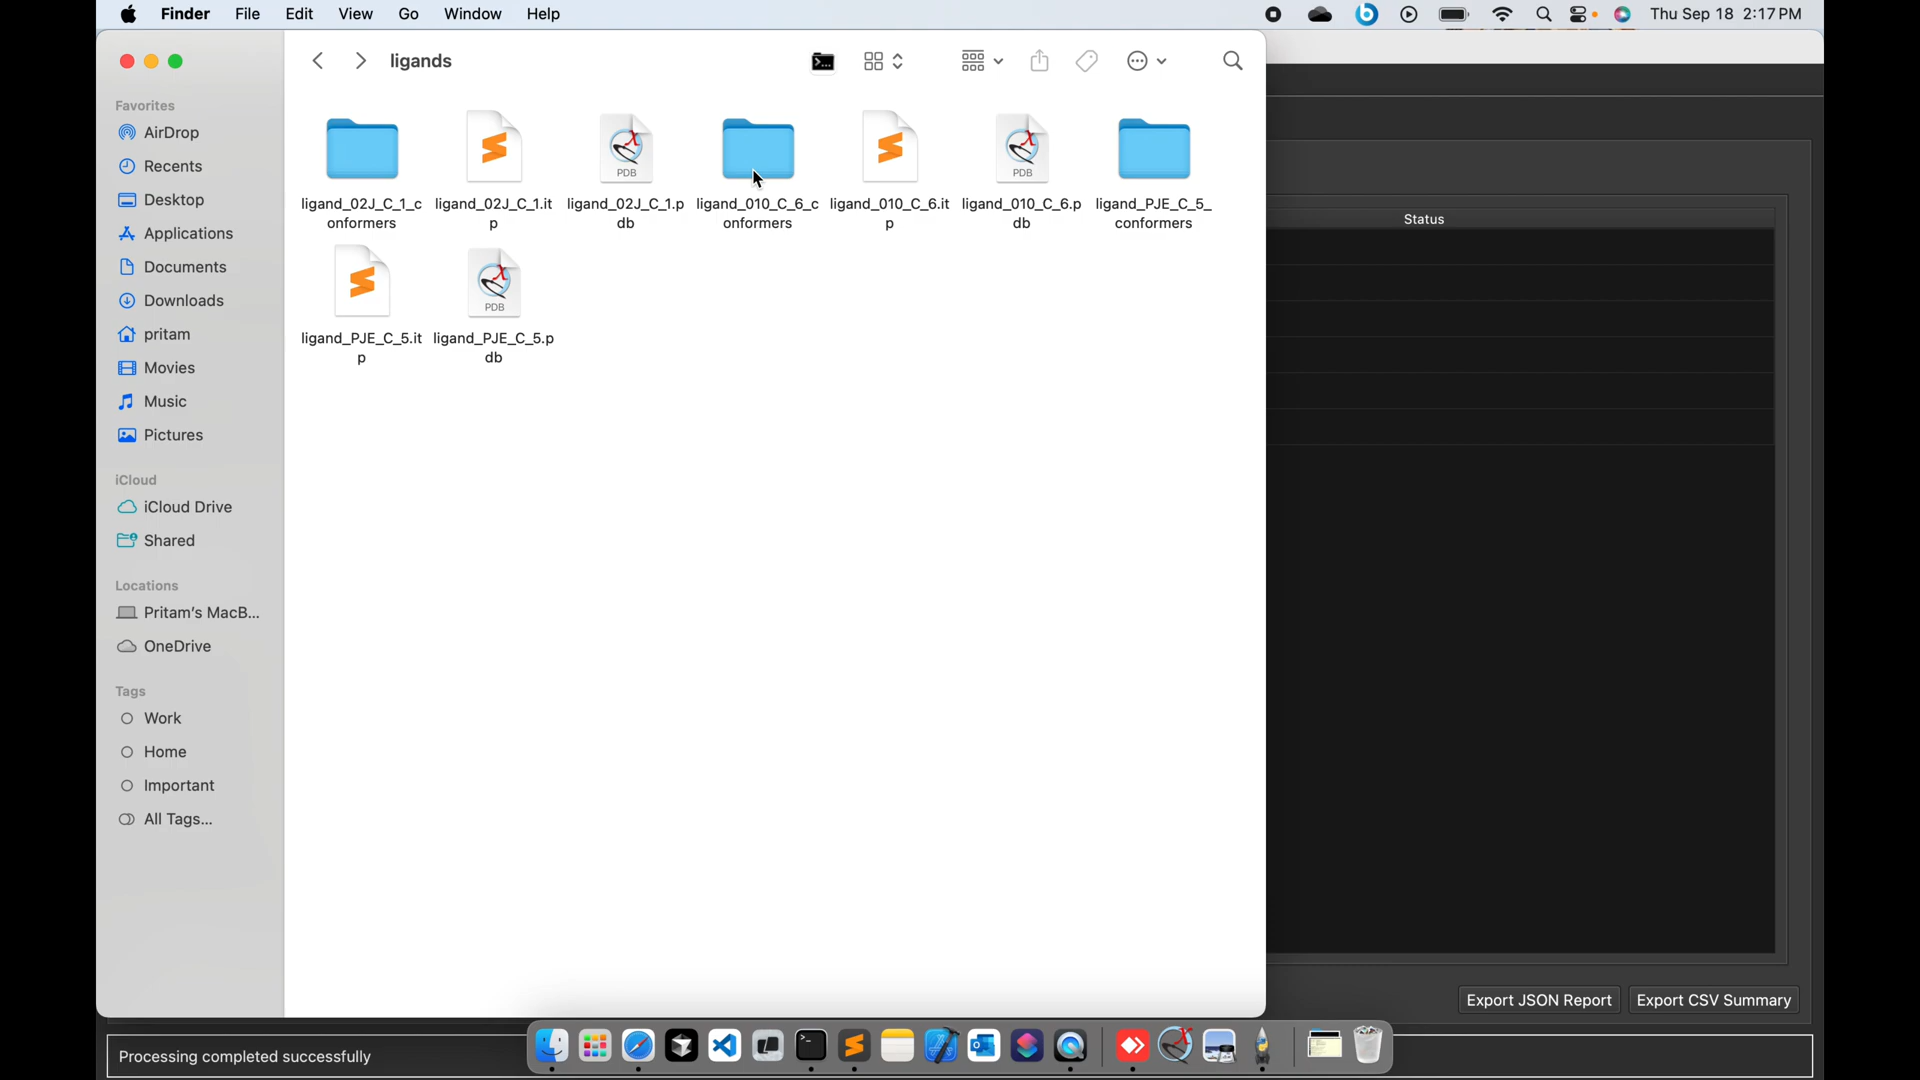 Finder File Edit View Go Window Help Thu Sep 18 2:17 PM
ligands
Favorites
AirDrop
Recents
Desktop
Applications
Documents
Downloads
pritam
Movies
Music
Pictures
iCloud
iCloud Drive
Shared
Locations
Pritam's MacB...
OneDrive
Tags
Work
Home
Important
All Tags...
PDB PDB
ligand_02J_C_1_c ligand_02J_C_1.it ligand_02J_C_1.p ligand_010_C_6_c ligand_010_C_6.it ligand_010_C_6.p ligand_PJE_C_5_
onformers p db onformers p db conformers
PDB
ligand_PJE_C_5.it ligand_PJE_C_5.p
p db
Status
Export JSON Report Export CSV Summary
Processing completed successfully